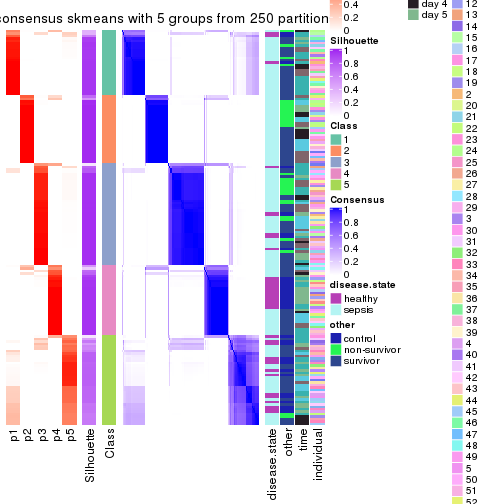 consensus skmeans with 5 groups from 250 partition
p1
p2
p3
p4
p5
Silhouette
Class
disease.state
other
time
individual
0.4
0.2
0
Silhouette
1
0.8
0.6
0.4
0.2
0
Class
1
2
3
4
5
Consensus
1
0.8
0.6
0.4
0.2
0
disease.state
healthy
sepsis
other
control
non-survivor
survivor
day 4
day 5
12
13
14
15
16
17
18
19
2
20
21
22
23
24
25
26
27
28
29
3
30
31
32
33
34
35
36
37
38
39
4
40
41
42
43
44
45
46
47
48
49
5
50
51
52